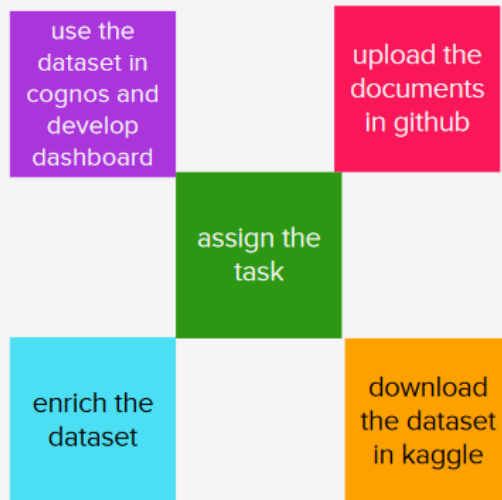 use the
dataset in
cognos and
develop
dashboard
upload the
documents
in github
assign the
task
enrich the
dataset
download
the dataset
in kaggle